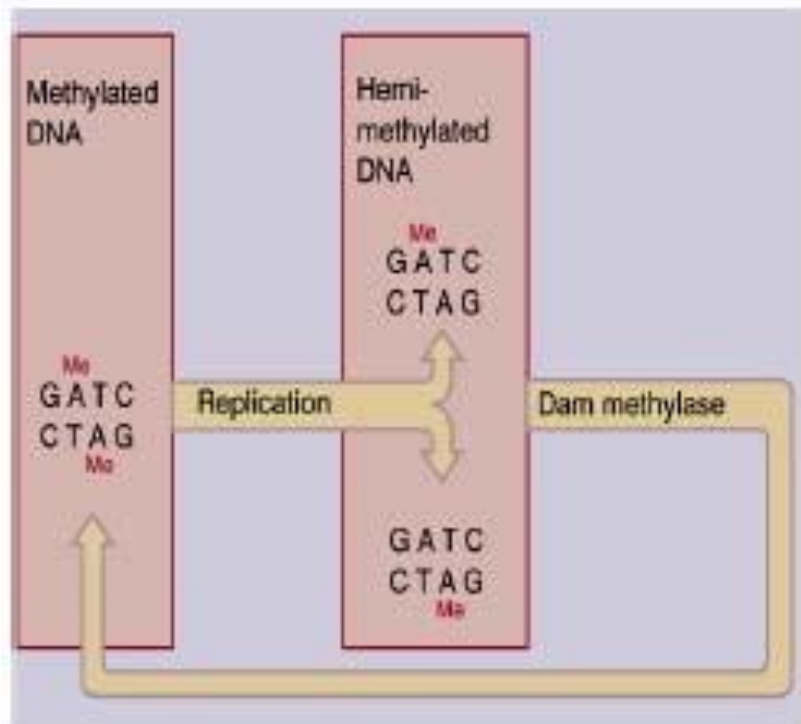 Methylated
DNA
Me
GATC
CTAG
Me
Replication
Hemi-
methylated
DNA
Me
GATC
CTAG
GATC
CTAG
Me
Dam methylase